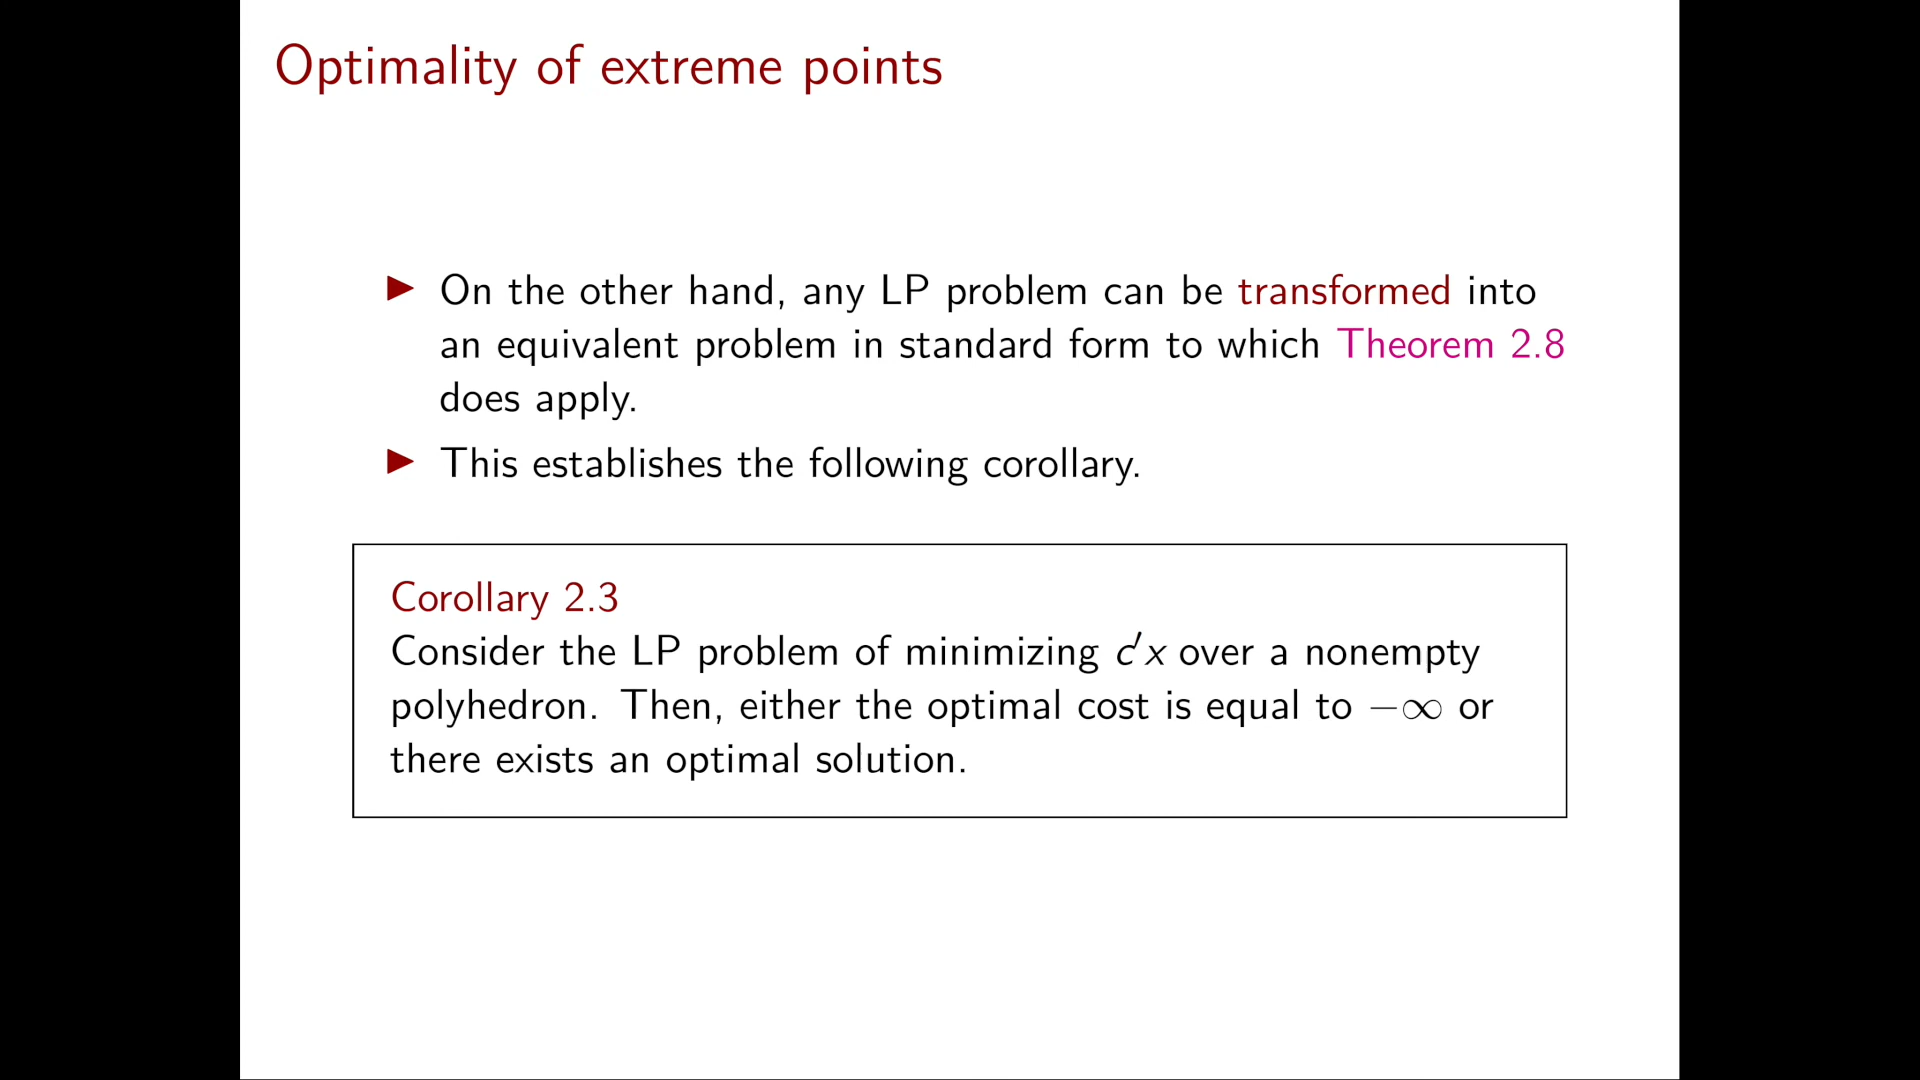 Optimality of extreme points
▶ On the other hand, any LP problem can be transformed into
an equivalent problem in standard form to which Theorem 2.8
does apply.
▶ This establishes the following corollary.
Corollary 2.3
Consider the LP problem of minimizing c′x over a nonempty
polyhedron. Then, either the optimal cost is equal to −∞ or
there exists an optimal solution.